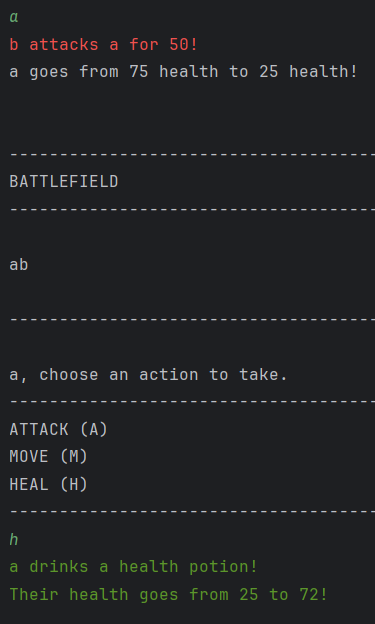 a
b attacks a for 50!
a goes from 75 health to 25 health!
-------------------------------------
BATTLEFIELD
-------------------------------------
ab
-------------------------------------
a, choose an action to take.
-------------------------------------
ATTACK (A)
MOVE (M)
HEAL (H)
-------------------------------------
h
a drinks a health potion!
Their health goes from 25 to 72!